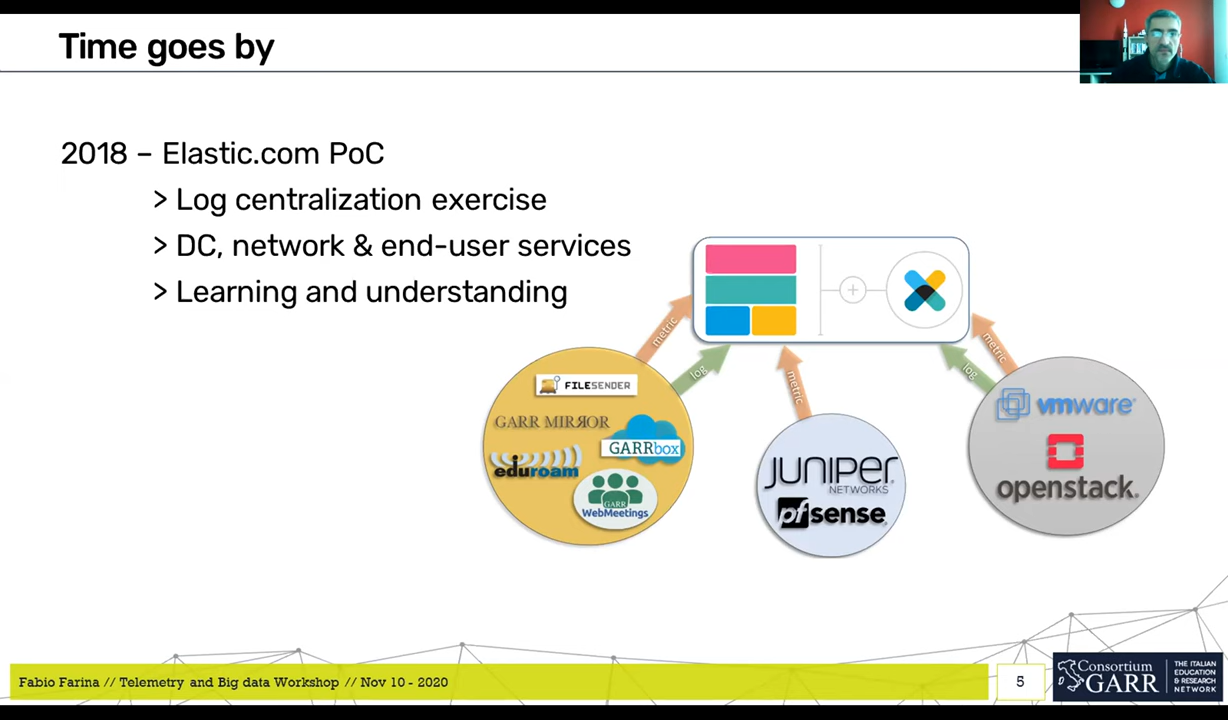 Time goes by
2018 – Elastic.com PoC
> Log centralization exercise
> DC, network & end-user services
> Learning and understanding
metric
log
metric
log
metric
FILESENDER
GARR MIRROR
GARRbox
eduroam
GARR
WebMeetings
JUNIPER
NETWORKS
pfsense
vmware
openstack.
Fabio Farina // Telemetry and Big data Workshop // Nov 10 - 2020
5
Consortium
GARR
THE ITALIAN
EDUCATION
& RESEARCH
NETWORK